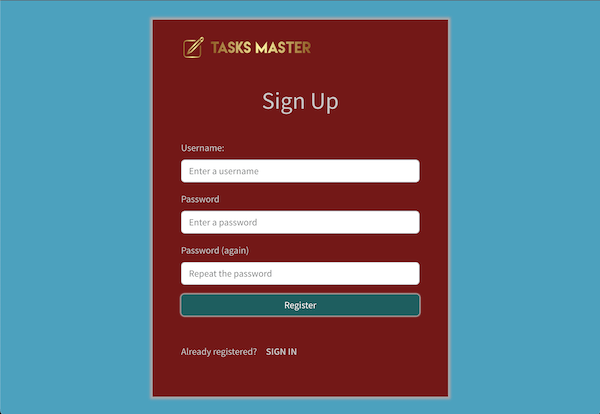 TASKS MASTER
Sign Up
Username:
Enter a username
Password
Enter a password
Password (again)
Repeat the password
Register
Already registered? SIGN IN